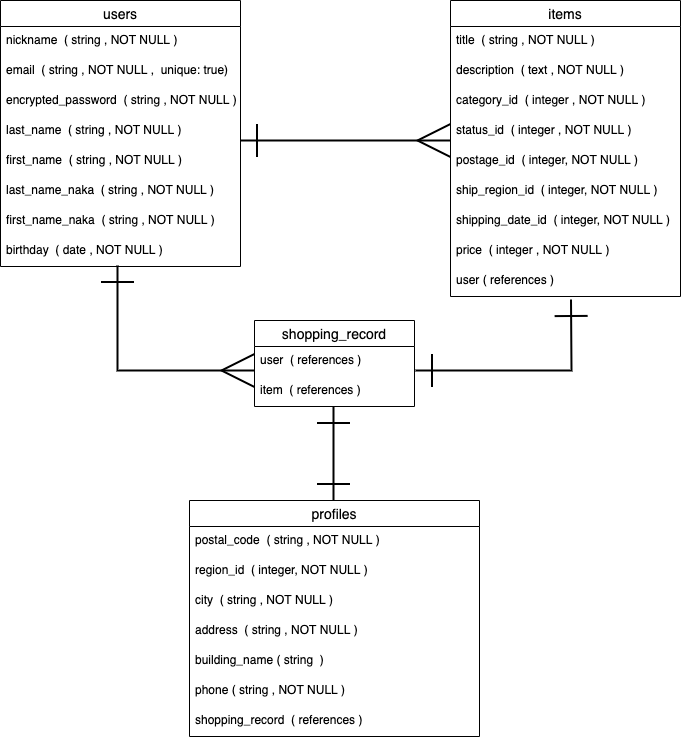 users
nickname ( string , NOT NULL )
email ( string , NOT NULL , unique: true)
encrypted_password ( string , NOT NULL )
last_name ( string , NOT NULL )
first_name ( string , NOT NULL )
last_name_naka ( string , NOT NULL )
first_name_naka ( string , NOT NULL )
birthday ( date , NOT NULL )
items
title ( string , NOT NULL )
description ( text , NOT NULL )
category_id ( integer , NOT NULL )
status_id ( integer , NOT NULL )
postage_id ( integer, NOT NULL )
ship_region_id ( integer, NOT NULL )
shipping_date_id ( integer, NOT NULL )
price ( integer , NOT NULL )
user ( references )
shopping_record
user ( references )
item ( references )
profiles
postal_code ( string , NOT NULL )
region_id ( integer, NOT NULL )
city ( string , NOT NULL )
address ( string , NOT NULL )
building_name ( string )
phone ( string , NOT NULL )
shopping_record ( references )